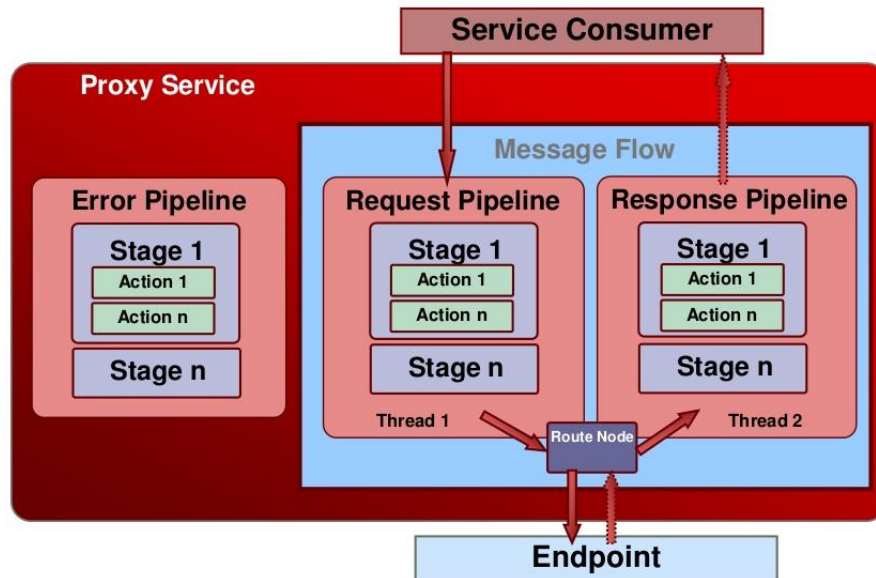 Service Consumer
Proxy Service
Message Flow
Error Pipeline
Stage 1
Action 1
Action n
Stage n
Request Pipeline
Stage 1
Action 1
Action n
Stage n
Thread 1
Response Pipeline
Stage 1
Action 1
Action n
Stage n
Thread 2
Route Node
Endpoint